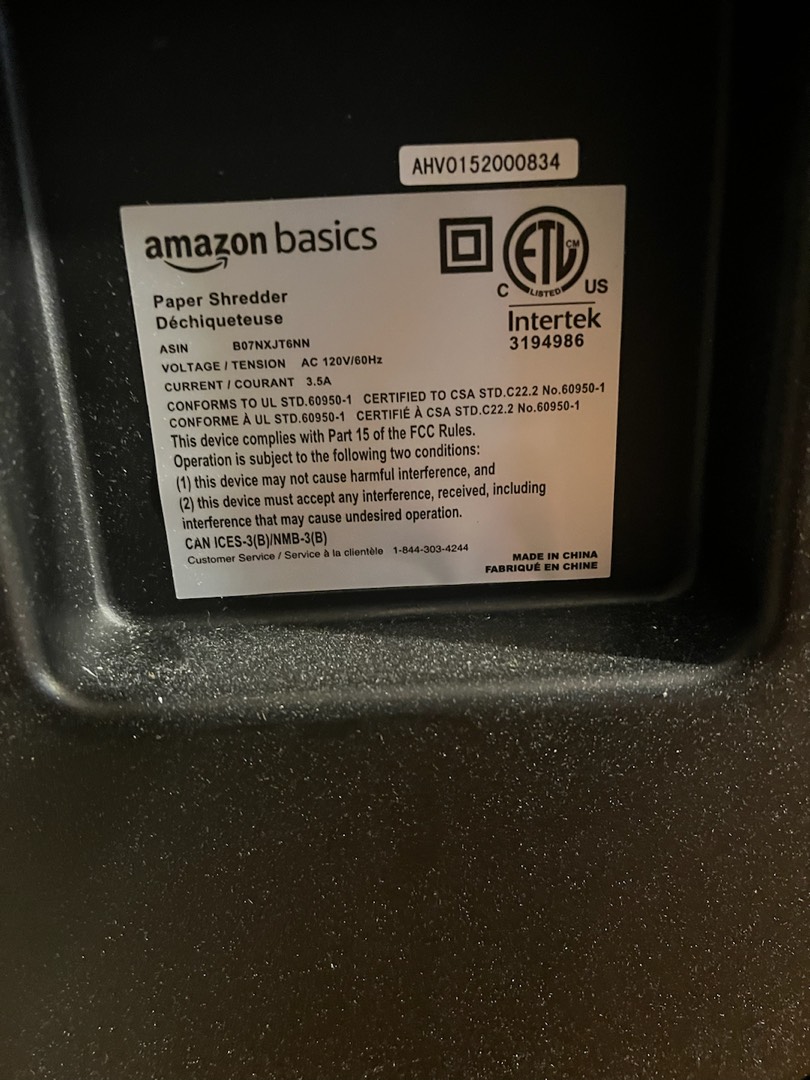 AHV0152000834
amazon basics
C ETL CM LISTED US
Intertek
3194986
Paper Shredder
Déchiqueteuse
ASIN B07NXJT6NN
VOLTAGE / TENSION AC 120V/60Hz
CURRENT / COURANT 3.5A
CONFORMS TO UL STD.60950-1 CERTIFIED TO CSA STD.C22.2 No.60950-1
CONFORME À UL STD.60950-1 CERTIFIÉ À CSA STD.C22.2 No.60950-1
This device complies with Part 15 of the FCC Rules.
Operation is subject to the following two conditions:
(1) this device may not cause harmful interference, and
(2) this device must accept any interference, received, including
interference that may cause undesired operation.
CAN ICES-3(B)/NMB-3(B)
Customer Service / Service à la clientèle 1-844-303-4244
MADE IN CHINA
FABRIQUÉ EN CHINE